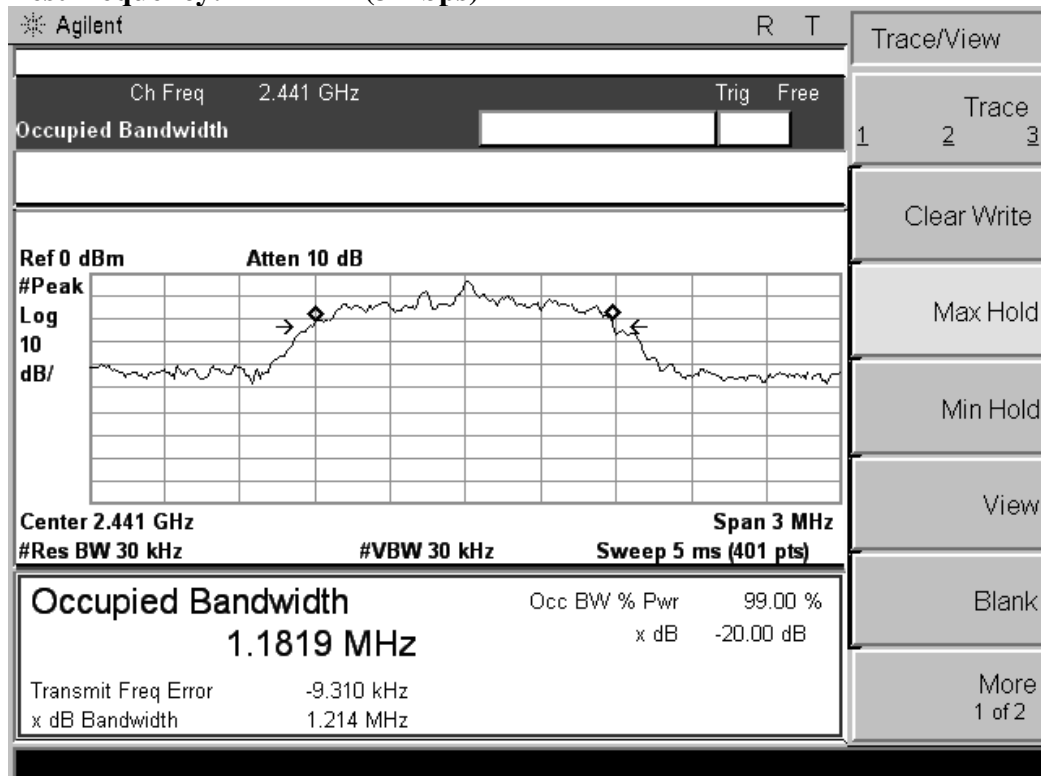 Agilent R T
Trace/View
Ch Freq 2.441 GHz Trig Free
Occupied Bandwidth
Trace
1 2 3
Clear Write
Ref 0 dBm Atten 10 dB
#Peak
Log
10
dB/
Max Hold
Min Hold
View
Center 2.441 GHz Span 3 MHz
#Res BW 30 kHz #VBW 30 kHz Sweep 5 ms (401 pts)
Occupied Bandwidth
1.1819 MHz
Occ BW % Pwr 99.00 %
x dB -20.00 dB
Transmit Freq Error -9.310 kHz
x dB Bandwidth 1.214 MHz
Blank
More
1 of 2